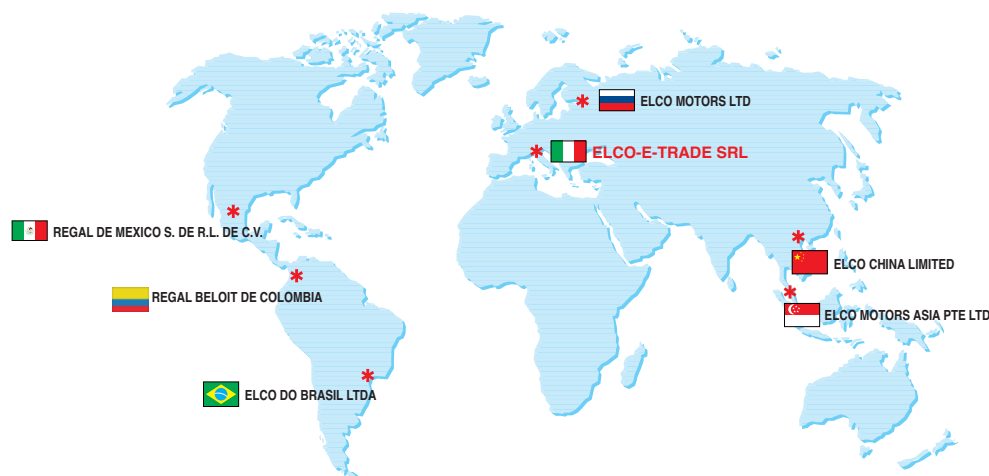 ELCO MOTORS LTD
ELCO-E-TRADE SRL
REGAL DE MEXICO S. DE R.L. DE C.V.
ELCO CHINA LIMITED
REGAL BELOIT DE COLOMBIA
ELCO MOTORS ASIA PTE LTD
ELCO DO BRASIL LTDA